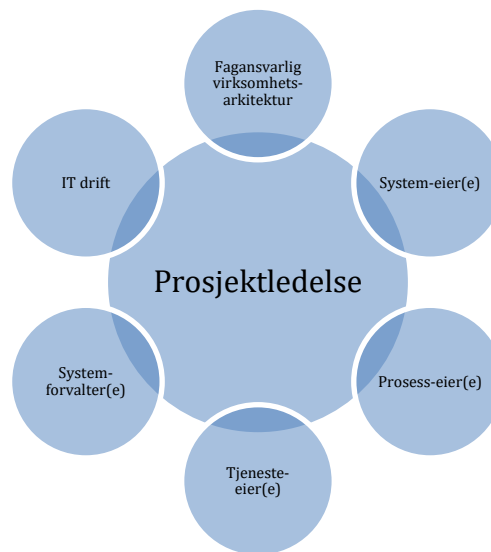 Fagansvarlig
virksomhets-
arkitektur
System-eier(e)
Prosess-eier(e)
Tjeneste-
eier(e)
System-
forvalter(e)
IT drift
Prosjektledelse